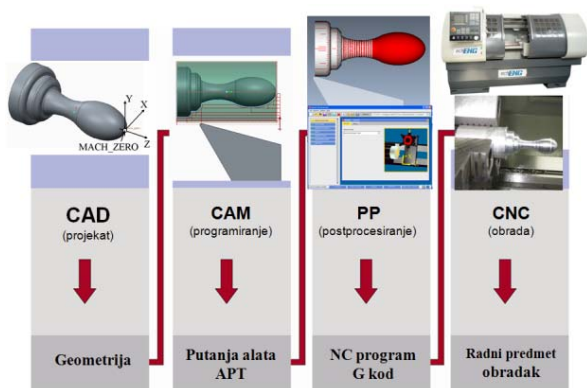 Y
X
Z
MACH_ZERO
CAD
(projekat)
Geometrija
CAM
(programiranje)
Putanja alata
APT
PP
(postprocesiranje)
NC program
G kod
CNC
(obrada)
Radni predmet
obradak